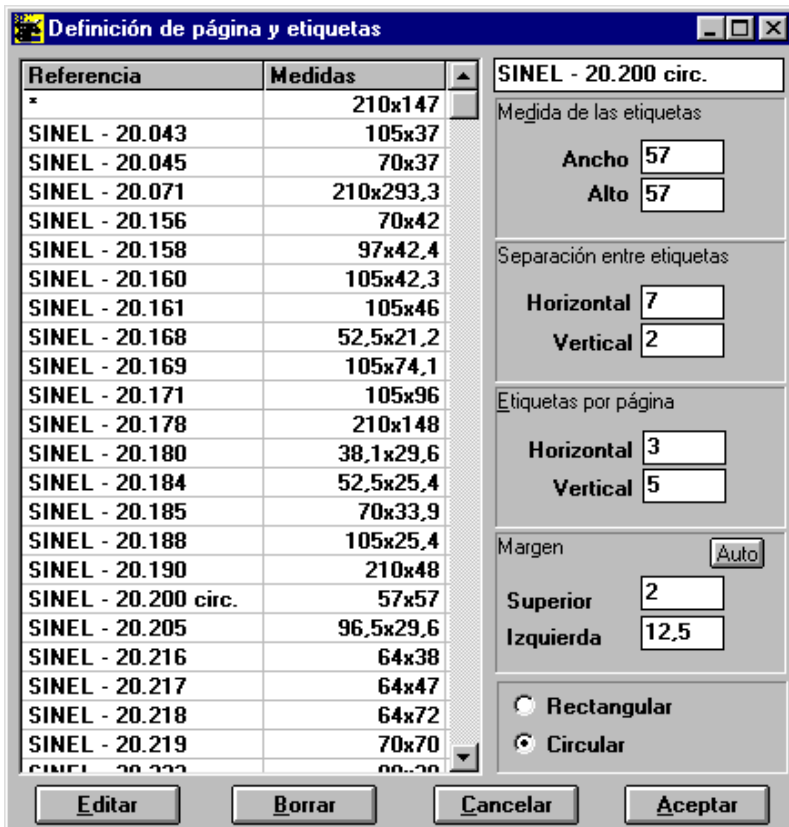 Definición de página y etiquetas
Referencia Medidas
* 210x147
SINEL - 20.043 105x37
SINEL - 20.045 70x37
SINEL - 20.071 210x293,3
SINEL - 20.156 70x42
SINEL - 20.158 97x42,4
SINEL - 20.160 105x42,3
SINEL - 20.161 105x46
SINEL - 20.168 52,5x21,2
SINEL - 20.169 105x74,1
SINEL - 20.171 105x96
SINEL - 20.178 210x148
SINEL - 20.180 38,1x29,6
SINEL - 20.184 52,5x25,4
SINEL - 20.185 70x33,9
SINEL - 20.188 105x25,4
SINEL - 20.190 210x48
SINEL - 20.200 circ. 57x57
SINEL - 20.205 96,5x29,6
SINEL - 20.216 64x38
SINEL - 20.217 64x47
SINEL - 20.218 64x72
SINEL - 20.219 70x70
SINEL - 20.200 circ.
Medida de las etiquetas
Ancho 57
Alto 57
Separación entre etiquetas
Horizontal 7
Vertical 2
Etiquetas por página
Horizontal 3
Vertical 5
Margen Auto
Superior 2
Izquierda 12,5
Rectangular
Circular
Editar Borrar Cancelar Aceptar